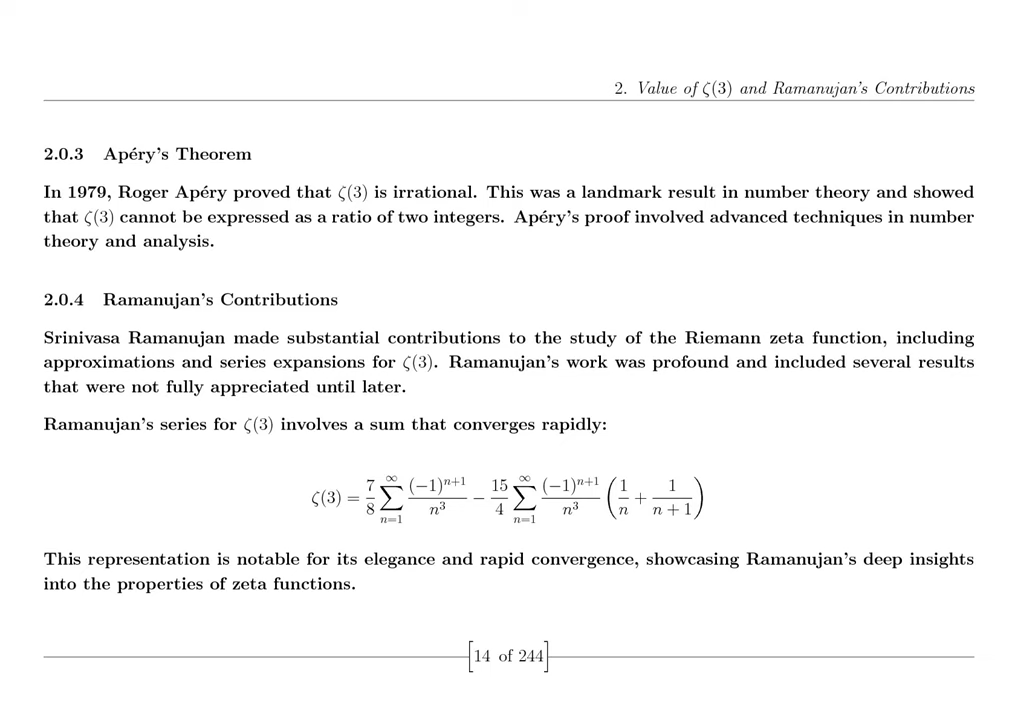 2. Value of ζ(3) and Ramanujan's Contributions
2.0.3 Apéry's Theorem
In 1979, Roger Apéry proved that ζ(3) is irrational. This was a landmark result in number theory and showed
that ζ(3) cannot be expressed as a ratio of two integers. Apéry's proof involved advanced techniques in number
theory and analysis.
2.0.4 Ramanujan's Contributions
Srinivasa Ramanujan made substantial contributions to the study of the Riemann zeta function, including
approximations and series expansions for ζ(3). Ramanujan's work was profound and included several results
that were not fully appreciated until later.
Ramanujan's series for ζ(3) involves a sum that converges rapidly:
ζ(3) = 7/8 ∑_{n=1}^{∞} (−1)^{n+1}/n^3 − 15/4 ∑_{n=1}^{∞} (−1)^{n+1}/n^3 (1/n + 1/(n+1))
This representation is notable for its elegance and rapid convergence, showcasing Ramanujan's deep insights
into the properties of zeta functions.
[14 of 244]